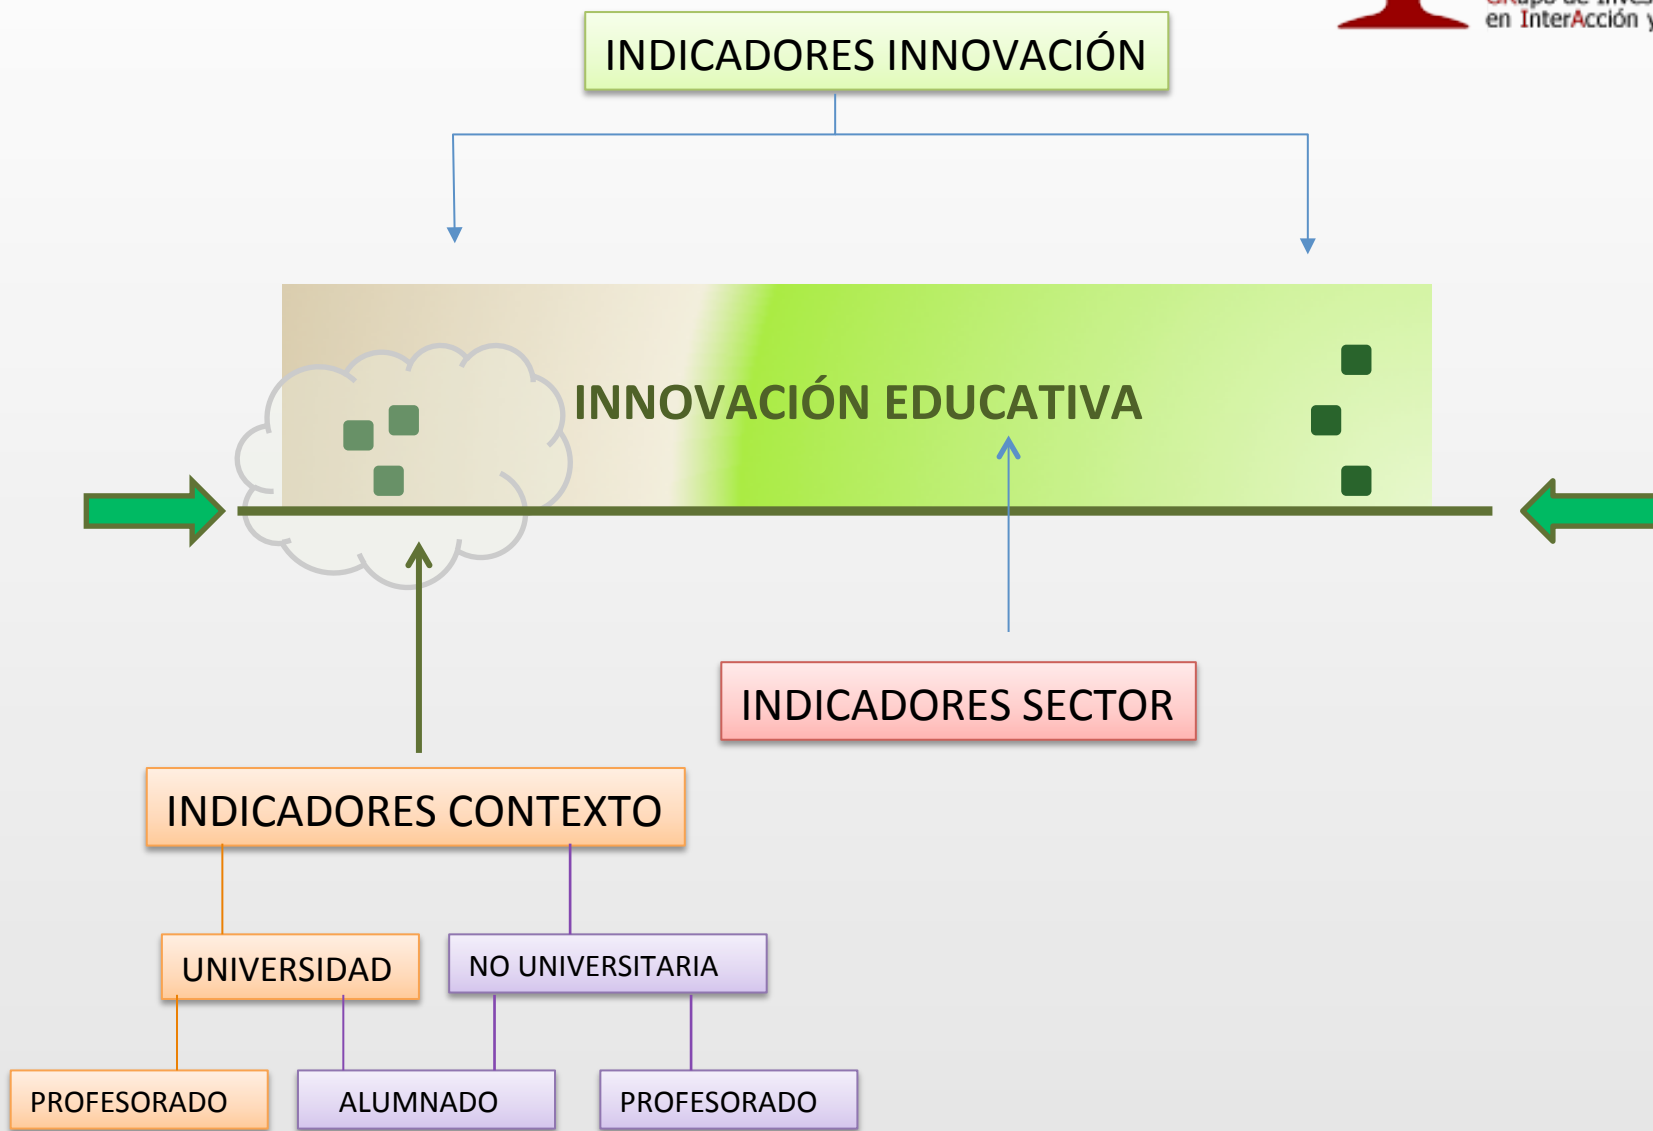 en InterAcción y
INDICADORES INNOVACIÓN
INNOVACIÓN EDUCATIVA
INDICADORES SECTOR
INDICADORES CONTEXTO
UNIVERSIDAD
NO UNIVERSITARIA
PROFESORADO
ALUMNADO
PROFESORADO